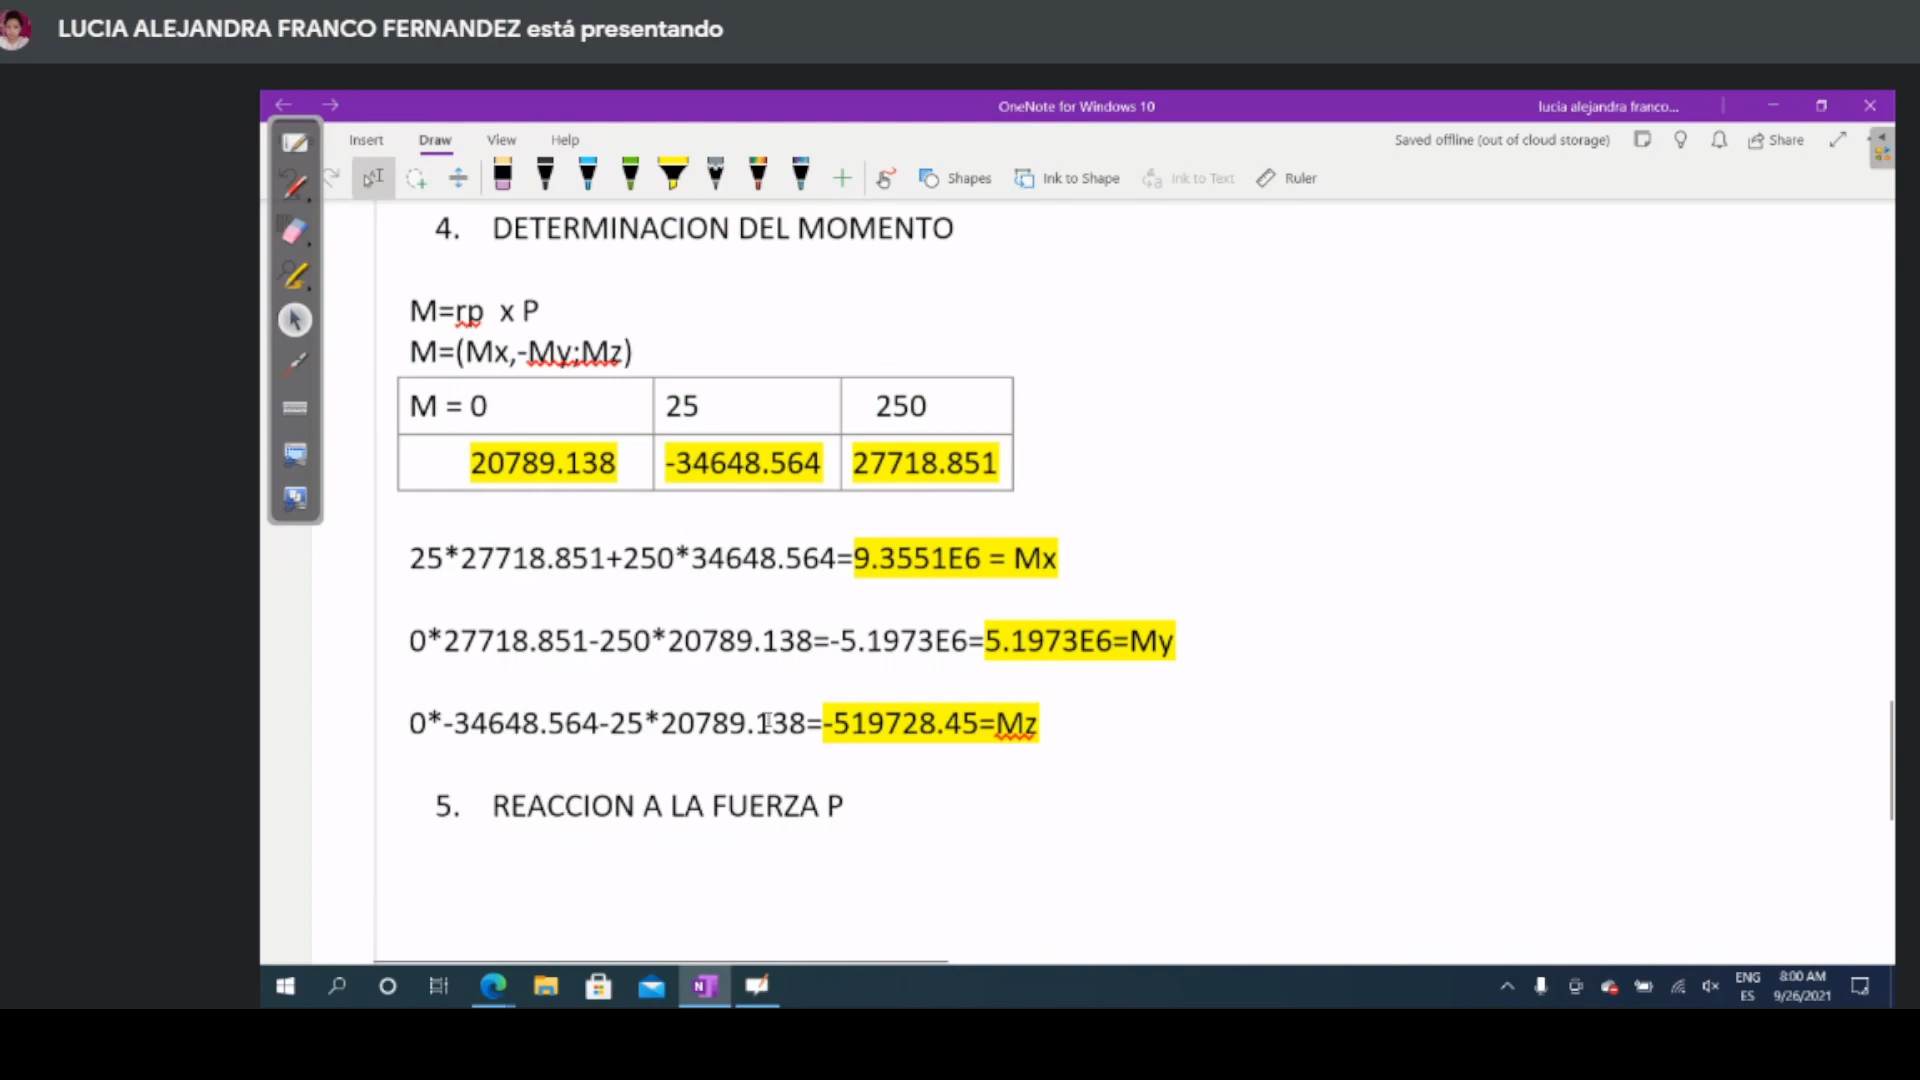 LUCIA ALEJANDRA FRANCO FERNANDEZ está presentando
OneNote for Windows 10
lucia alejandra franco...
Insert
Draw
View
Help
Saved offline (out of cloud storage)
Share
Shapes
Ink to Shape
Ink to Text
Ruler
4. DETERMINACION DEL MOMENTO
M=rp x P
M=(Mx,-My;Mz)
M = 0 25 250
20789.138 -34648.564 27718.851
25*27718.851+250*34648.564=9.3551E6 = Mx
0*27718.851-250*20789.138=-5.1973E6=5.1973E6=My
0*-34648.564-25*20789.138=-519728.45=Mz
5. REACCION A LA FUERZA P
ENG
ES
8:00 AM
9/26/2021